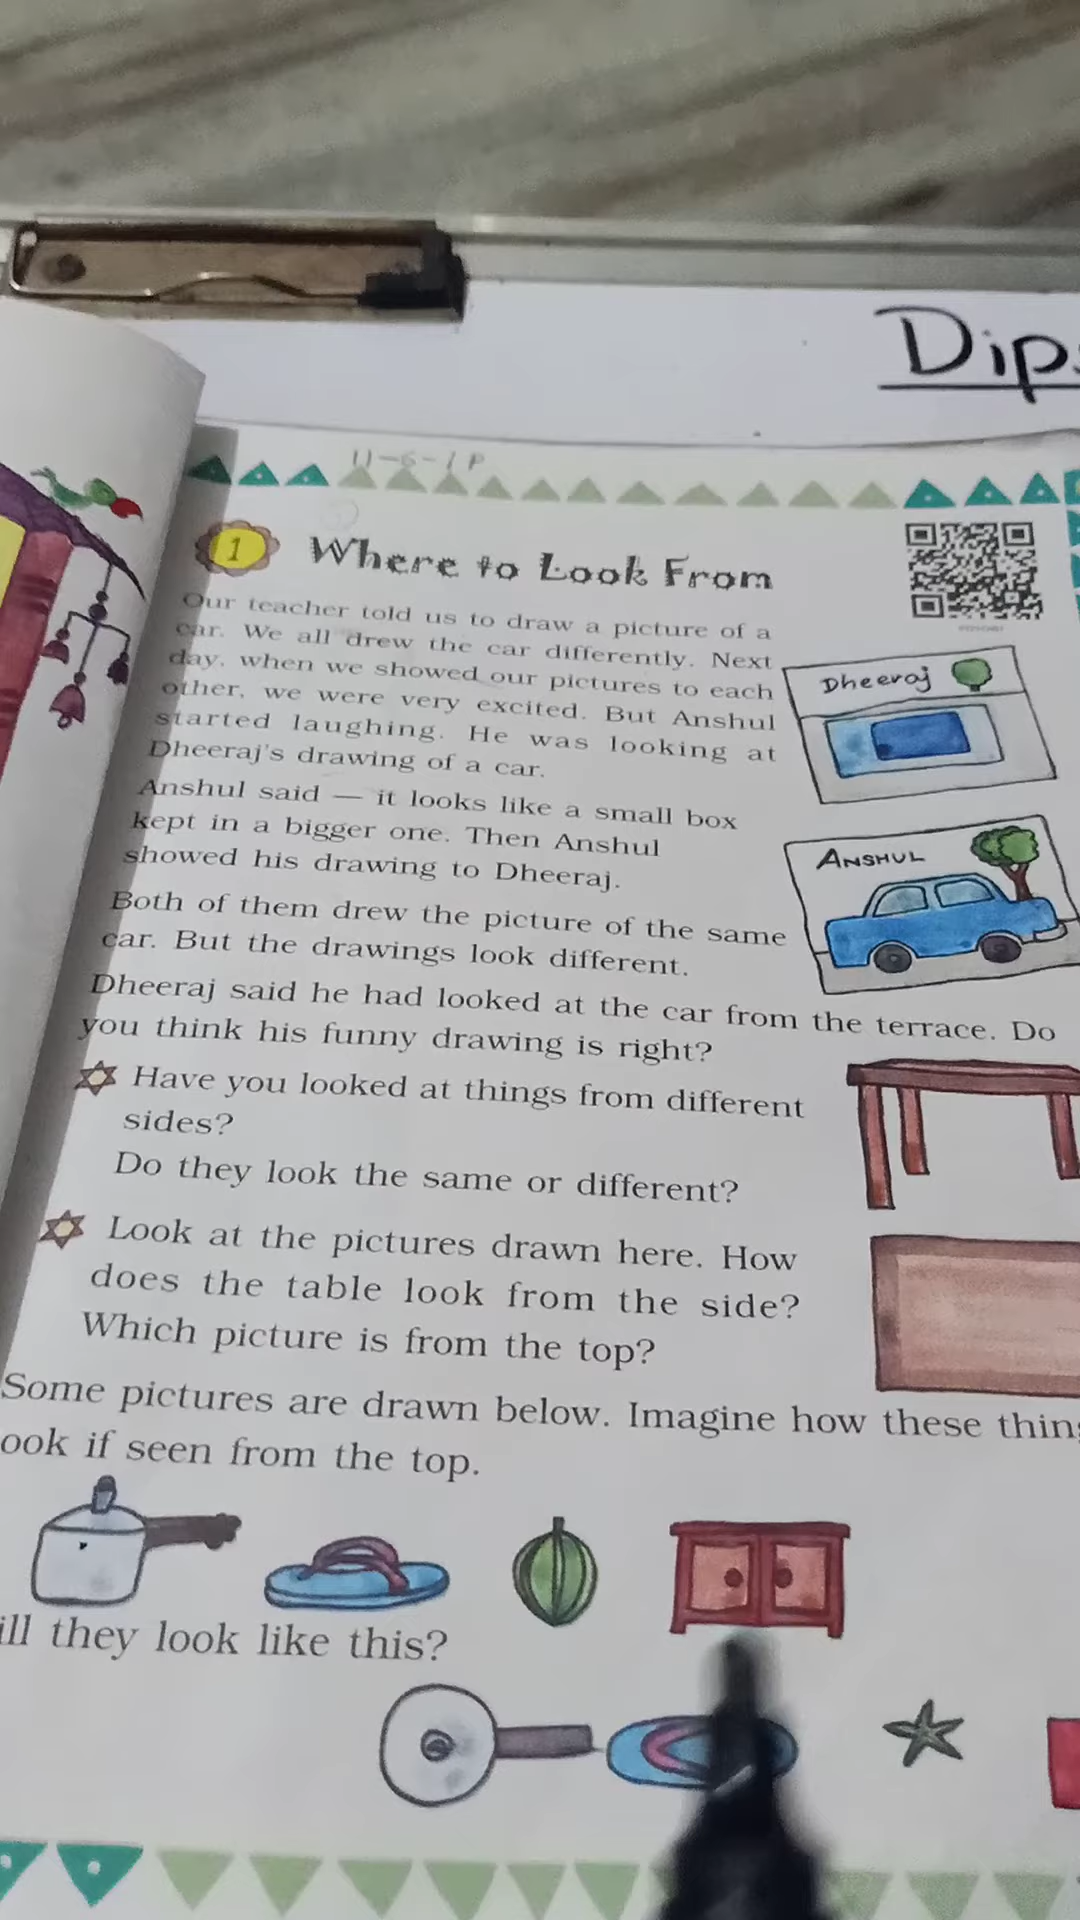 Dip
11-6-1P
1 Where to Look From
Our teacher told us to draw a picture of a
car. We all drew the car differently. Next
day, when we showed our pictures to each
other, we were very excited. But Anshul
started laughing. He was looking at
Dheeraj's drawing of a car.
Dheeraj
Anshul said — it looks like a small box
kept in a bigger one. Then Anshul
showed his drawing to Dheeraj.
ANSHUL
Both of them drew the picture of the same
car. But the drawings look different.
Dheeraj said he had looked at the car from the terrace. Do
you think his funny drawing is right?
Have you looked at things from different
sides?
Do they look the same or different?
Look at the pictures drawn here. How
does the table look from the side?
Which picture is from the top?
Some pictures are drawn below. Imagine how these thin
ook if seen from the top.
ill they look like this?